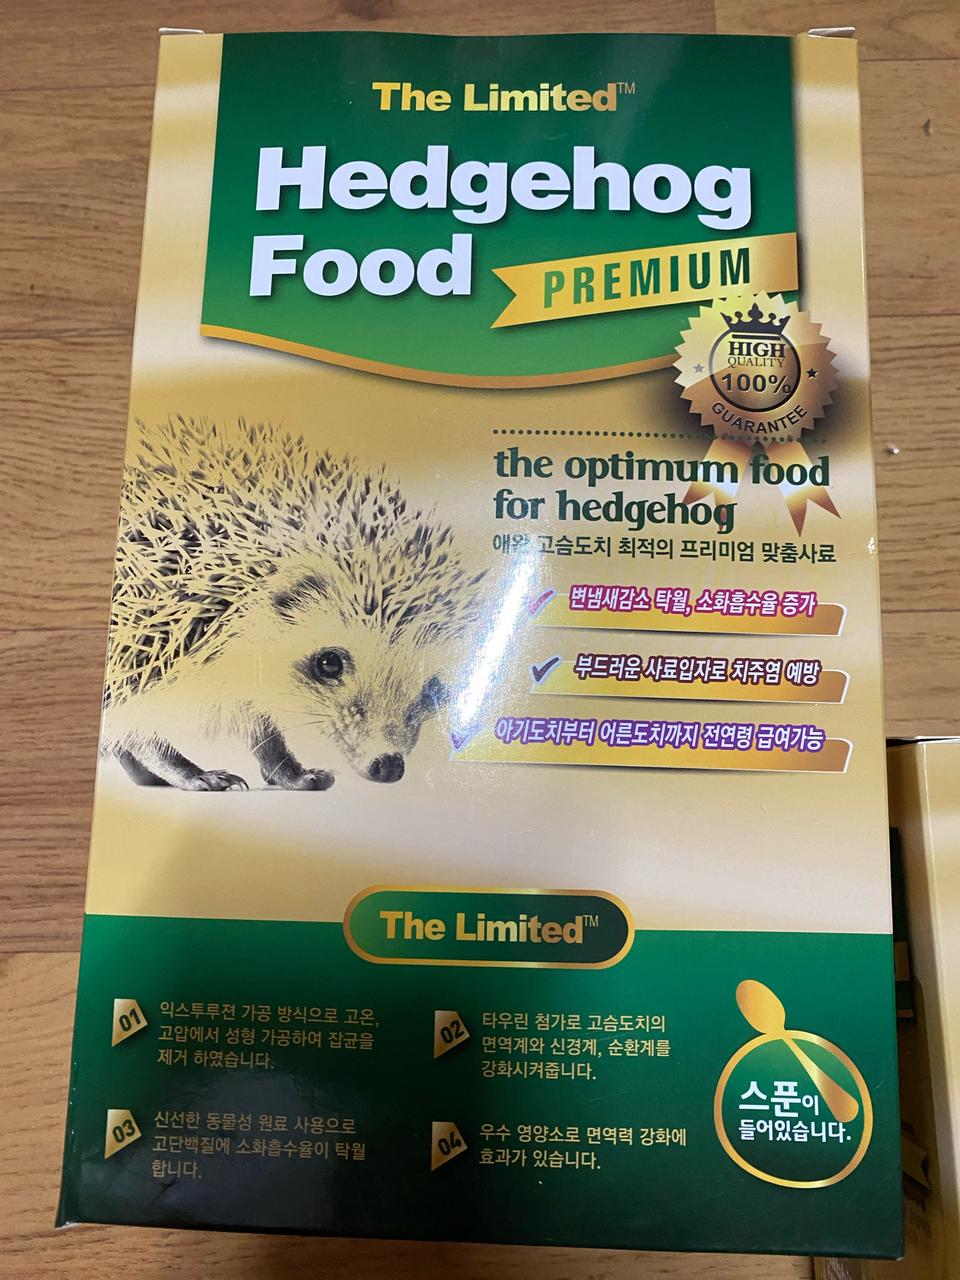 The Limited™
Hedgehog
Food
PREMIUM
HIGH
QUALITY
100%
GUARANTEE
the optimum food
for hedgehog
애완 고슴도치 최적의 프리미엄 맞춤사료
변냄새감소 탁월, 소화흡수율 증가
부드러운 사료입자로 치주염 예방
아기도치부터 어른도치까지 전연령 급여가능
The Limited™
01
익스투루젼 가공 방식으로 고온,
고압에서 성형 가공하여 잡균을
제거 하였습니다.
02
타우린 첨가로 고슴도치의
면역계와 신경계, 순환계를
강화시켜줍니다.
03
신선한 동물성 원료 사용으로
고단백질에 소화흡수율이 탁월
합니다.
04
우수 영양소로 면역력 강화에
효과가 있습니다.
스푼이
들어있습니다.